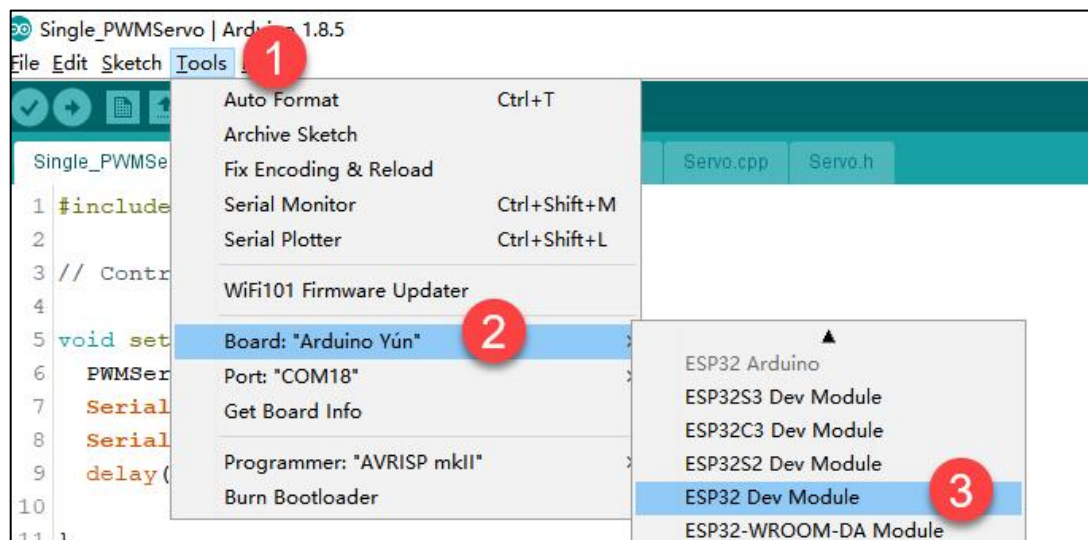 Single_PWMServo | Arduino 1.8.5
File Edit Sketch Tools
1
Auto Format Ctrl+T
Archive Sketch
Single_PWMSe
Servo.cpp Servo.h
Fix Encoding & Reload
1 #include
Serial Monitor Ctrl+Shift+M
2
Serial Plotter Ctrl+Shift+L
3 // Contr
WiFi101 Firmware Updater
4
5 void set
Board: "Arduino Yún"
2
6 PWMSer
Port: "COM18"
ESP32 Arduino
7 Serial
Get Board Info
ESP32S3 Dev Module
8 Serial
ESP32C3 Dev Module
9 delay(
Programmer: "AVRISP mkII"
ESP32S2 Dev Module
10
Burn Bootloader
ESP32 Dev Module
3
11 }
ESP32-WROOM-DA Module